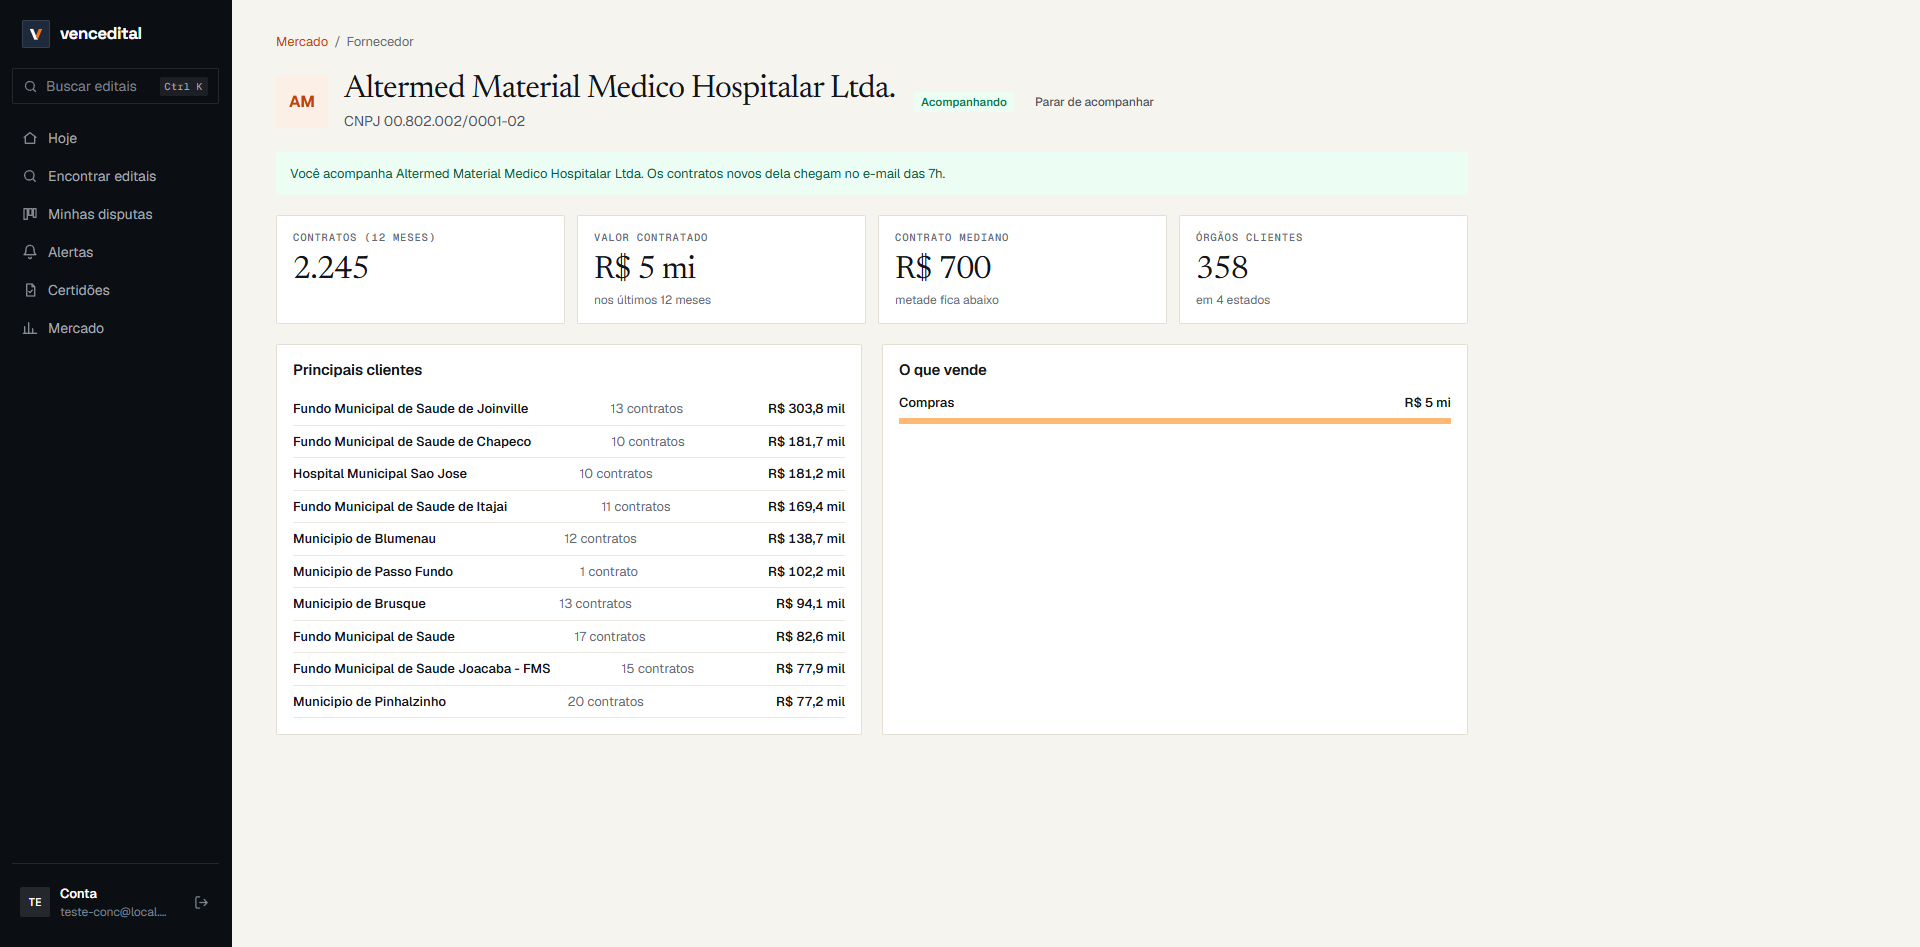 vencedital
Buscar editais Ctrl K
Hoje
Encontrar editais
Minhas disputas
Alertas
Certidões
Mercado
TE
Conta
teste-conc@local....
Mercado / Fornecedor
AM
Altermed Material Medico Hospitalar Ltda.
CNPJ 00.802.002/0001-02
Acompanhando
Parar de acompanhar
Você acompanha Altermed Material Medico Hospitalar Ltda. Os contratos novos dela chegam no e-mail das 7h.
CONTRATOS (12 MESES)
2.245
VALOR CONTRATADO
R$ 5 mi
nos últimos 12 meses
CONTRATO MEDIANO
R$ 700
metade fica abaixo
ÓRGÃOS CLIENTES
358
em 4 estados
Principais clientes
Fundo Municipal de Saude de Joinville 13 contratos R$ 303,8 mil
Fundo Municipal de Saude de Chapeco 10 contratos R$ 181,7 mil
Hospital Municipal Sao Jose 10 contratos R$ 181,2 mil
Fundo Municipal de Saude de Itajai 11 contratos R$ 169,4 mil
Municipio de Blumenau 12 contratos R$ 138,7 mil
Municipio de Passo Fundo 1 contrato R$ 102,2 mil
Municipio de Brusque 13 contratos R$ 94,1 mil
Fundo Municipal de Saude 17 contratos R$ 82,6 mil
Fundo Municipal de Saude Joacaba - FMS 15 contratos R$ 77,9 mil
Municipio de Pinhalzinho 20 contratos R$ 77,2 mil
O que vende
Compras R$ 5 mi